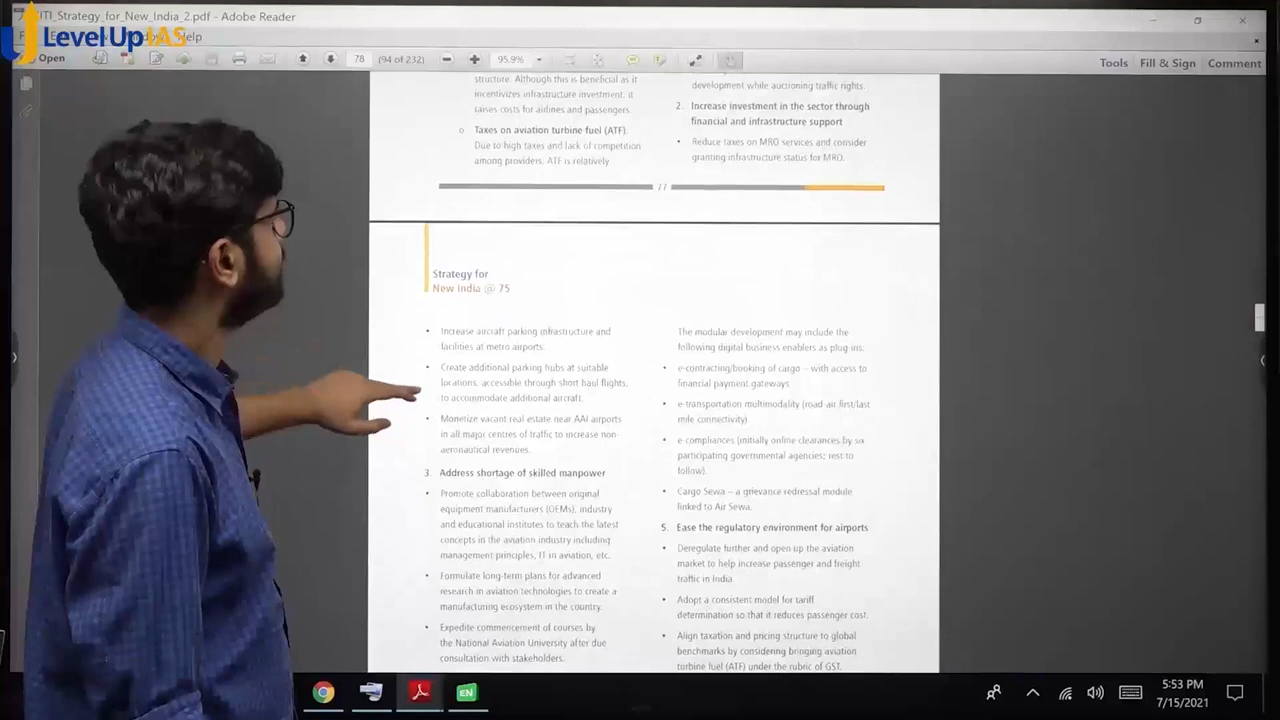 ITI_Strategy_for_New_India_2.pdf - Adobe Reader
LevelUp IAS
elp
Open
78
(94 of 232)
95.9%
Tools
Fill & Sign
Comment
structure. Although this is beneficial as it
incentivizes infrastructure investment, it
raises costs for airlines and passengers.
o Taxes on aviation turbine fuel (ATF).
Due to high taxes and lack of competition
among providers, ATF is relatively
development while auctioning traffic rights.
2. Increase investment in the sector through
financial and infrastructure support
• Reduce taxes on MRO services and consider
granting infrastructure status for MRO.
77
Strategy for
New India @ 75
• Increase aircraft parking infrastructure and
facilities at metro airports.
• Create additional parking hubs at suitable
locations, accessible through short haul flights,
to accommodate additional aircraft.
• Monetize vacant real estate near AAI airports
in all major centres of traffic to increase non-
aeronautical revenues.
3. Address shortage of skilled manpower
• Promote collaboration between original
equipment manufacturers (OEMs), industry
and educational institutes to teach the latest
concepts in the aviation industry including
management principles, IT in aviation, etc.
• Formulate long-term plans for advanced
research in aviation technologies to create a
manufacturing ecosystem in the country.
• Expedite commencement of courses by
the National Aviation University after due
consultation with stakeholders.
The modular development may include the
following digital business enablers as plug-ins:
• e-contracting/booking of cargo – with access to
financial payment gateways
• e-transportation multimodality (road-air first/last
mile connectivity)
• e-compliances (initially online clearances by six
participating governmental agencies; rest to
follow).
• Cargo Sewa – a grievance redressal module
linked to Air Sewa.
5. Ease the regulatory environment for airports
• Deregulate further and open up the aviation
market to help increase passenger and freight
traffic in India.
• Adopt a consistent model for tariff
determination so that it reduces passenger cost.
• Align taxation and pricing structure to global
benchmarks by considering bringing aviation
turbine fuel (ATF) under the rubric of GST.
EN
5:53 PM
7/15/2021